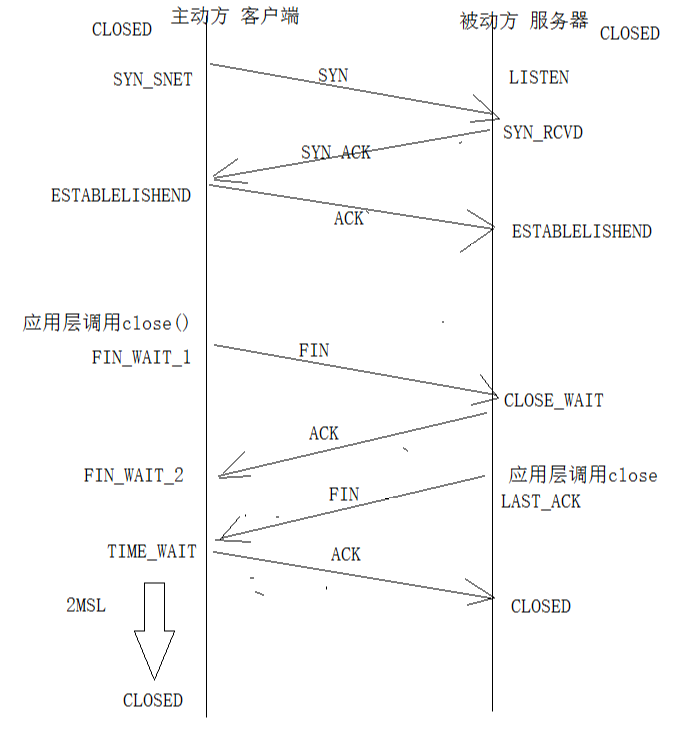 主动方 客户端
被动方 服务器
CLOSED
CLOSED
SYN_SNET
SYN
LISTEN
SYN_RCVD
SYN_ACK
ESTABLELISHEND
ACK
ESTABLELISHEND
应用层调用close()
FIN_WAIT_1
FIN
CLOSE_WAIT
ACK
FIN_WAIT_2
应用层调用close
FIN
LAST_ACK
TIME_WAIT
ACK
2MSL
CLOSED
CLOSED